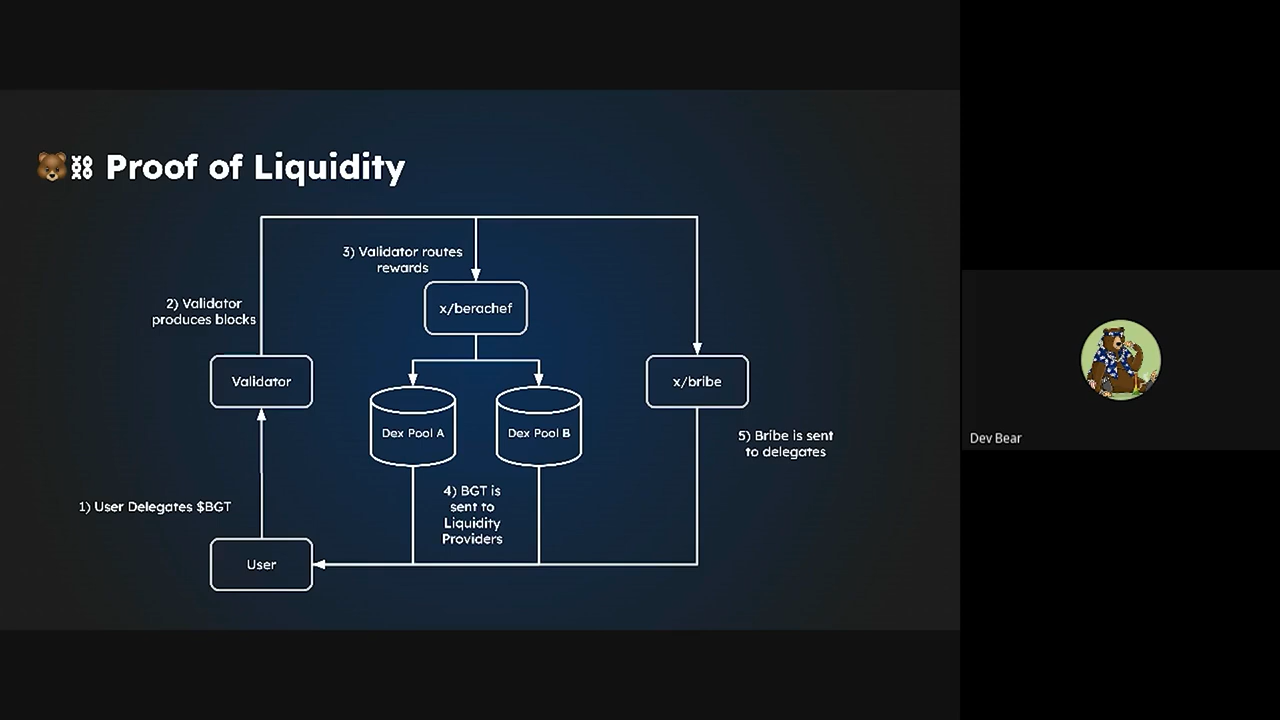 🐻⛓ Proof of Liquidity
3) Validator routes
rewards
2) Validator
produces blocks
x/berachef
Validator
x/bribe
Dex Pool A
Dex Pool B
5) Bribe is sent
to delegates
Dev Bear
1) User Delegates $BGT
4) BGT is
sent to
Liquidity
Providers
User